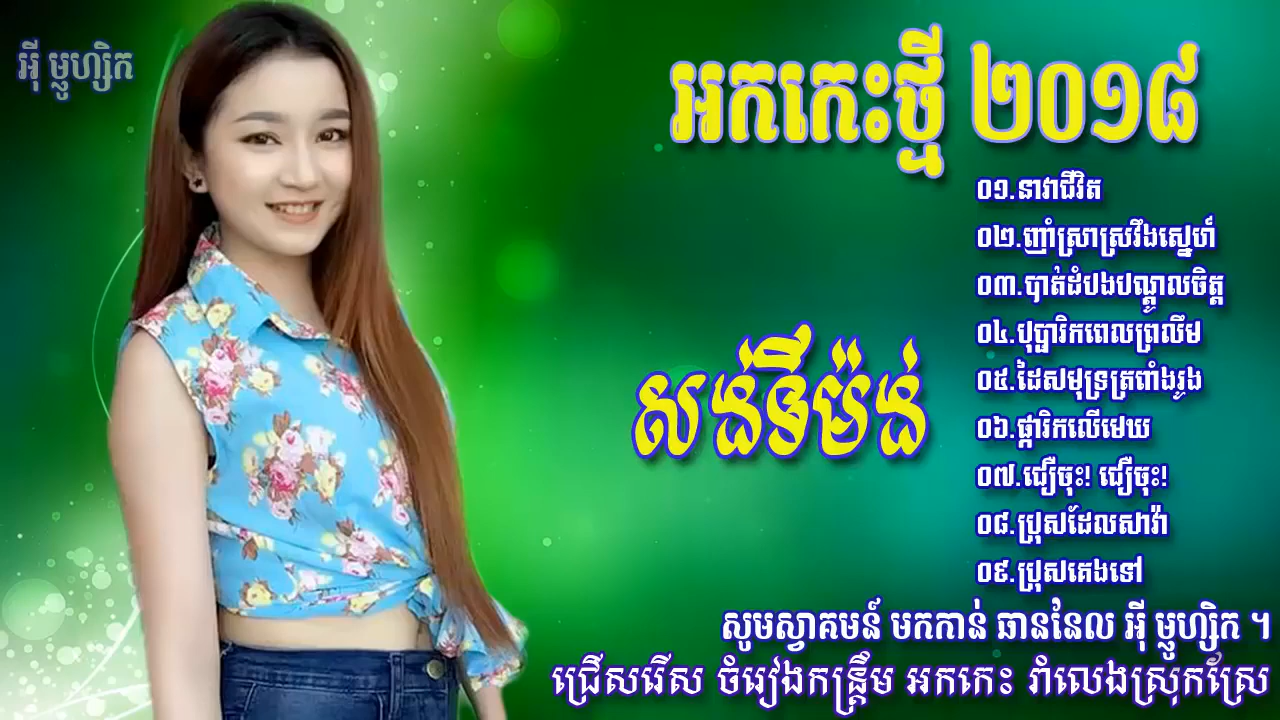 អ៊ី ម្ញូហ្សិក
អកកេះថ្មី ២០១៨
០១.នាវាជីវិត
០២.ញាំស្រាស្រវឹងស្នេហ៍
០៣.បាត់ដំបងបណ្ដូលចិត្ត
០៤.បុប្ផារិកពេលព្រលឹម
សង់ទីម៉ង់
០៥.ដៃសមុទ្រត្រពាំងរូង
០៦.ផ្ការិកលើមេឃ
០៧.ជឿចុះ! ជឿចុះ!
០៨.ប្រុសដែលសាវ៉ា
០៩.ប្រុសគេងទៅ
សូមស្វាគមន៍ មកកាន់ ឆាននែល អ៊ី ម្ញូហ្សិក ។
ជ្រើសរើស ចំរៀងកន្ត្រឹម អកកេះ រាំលេងស្រុកស្រែ